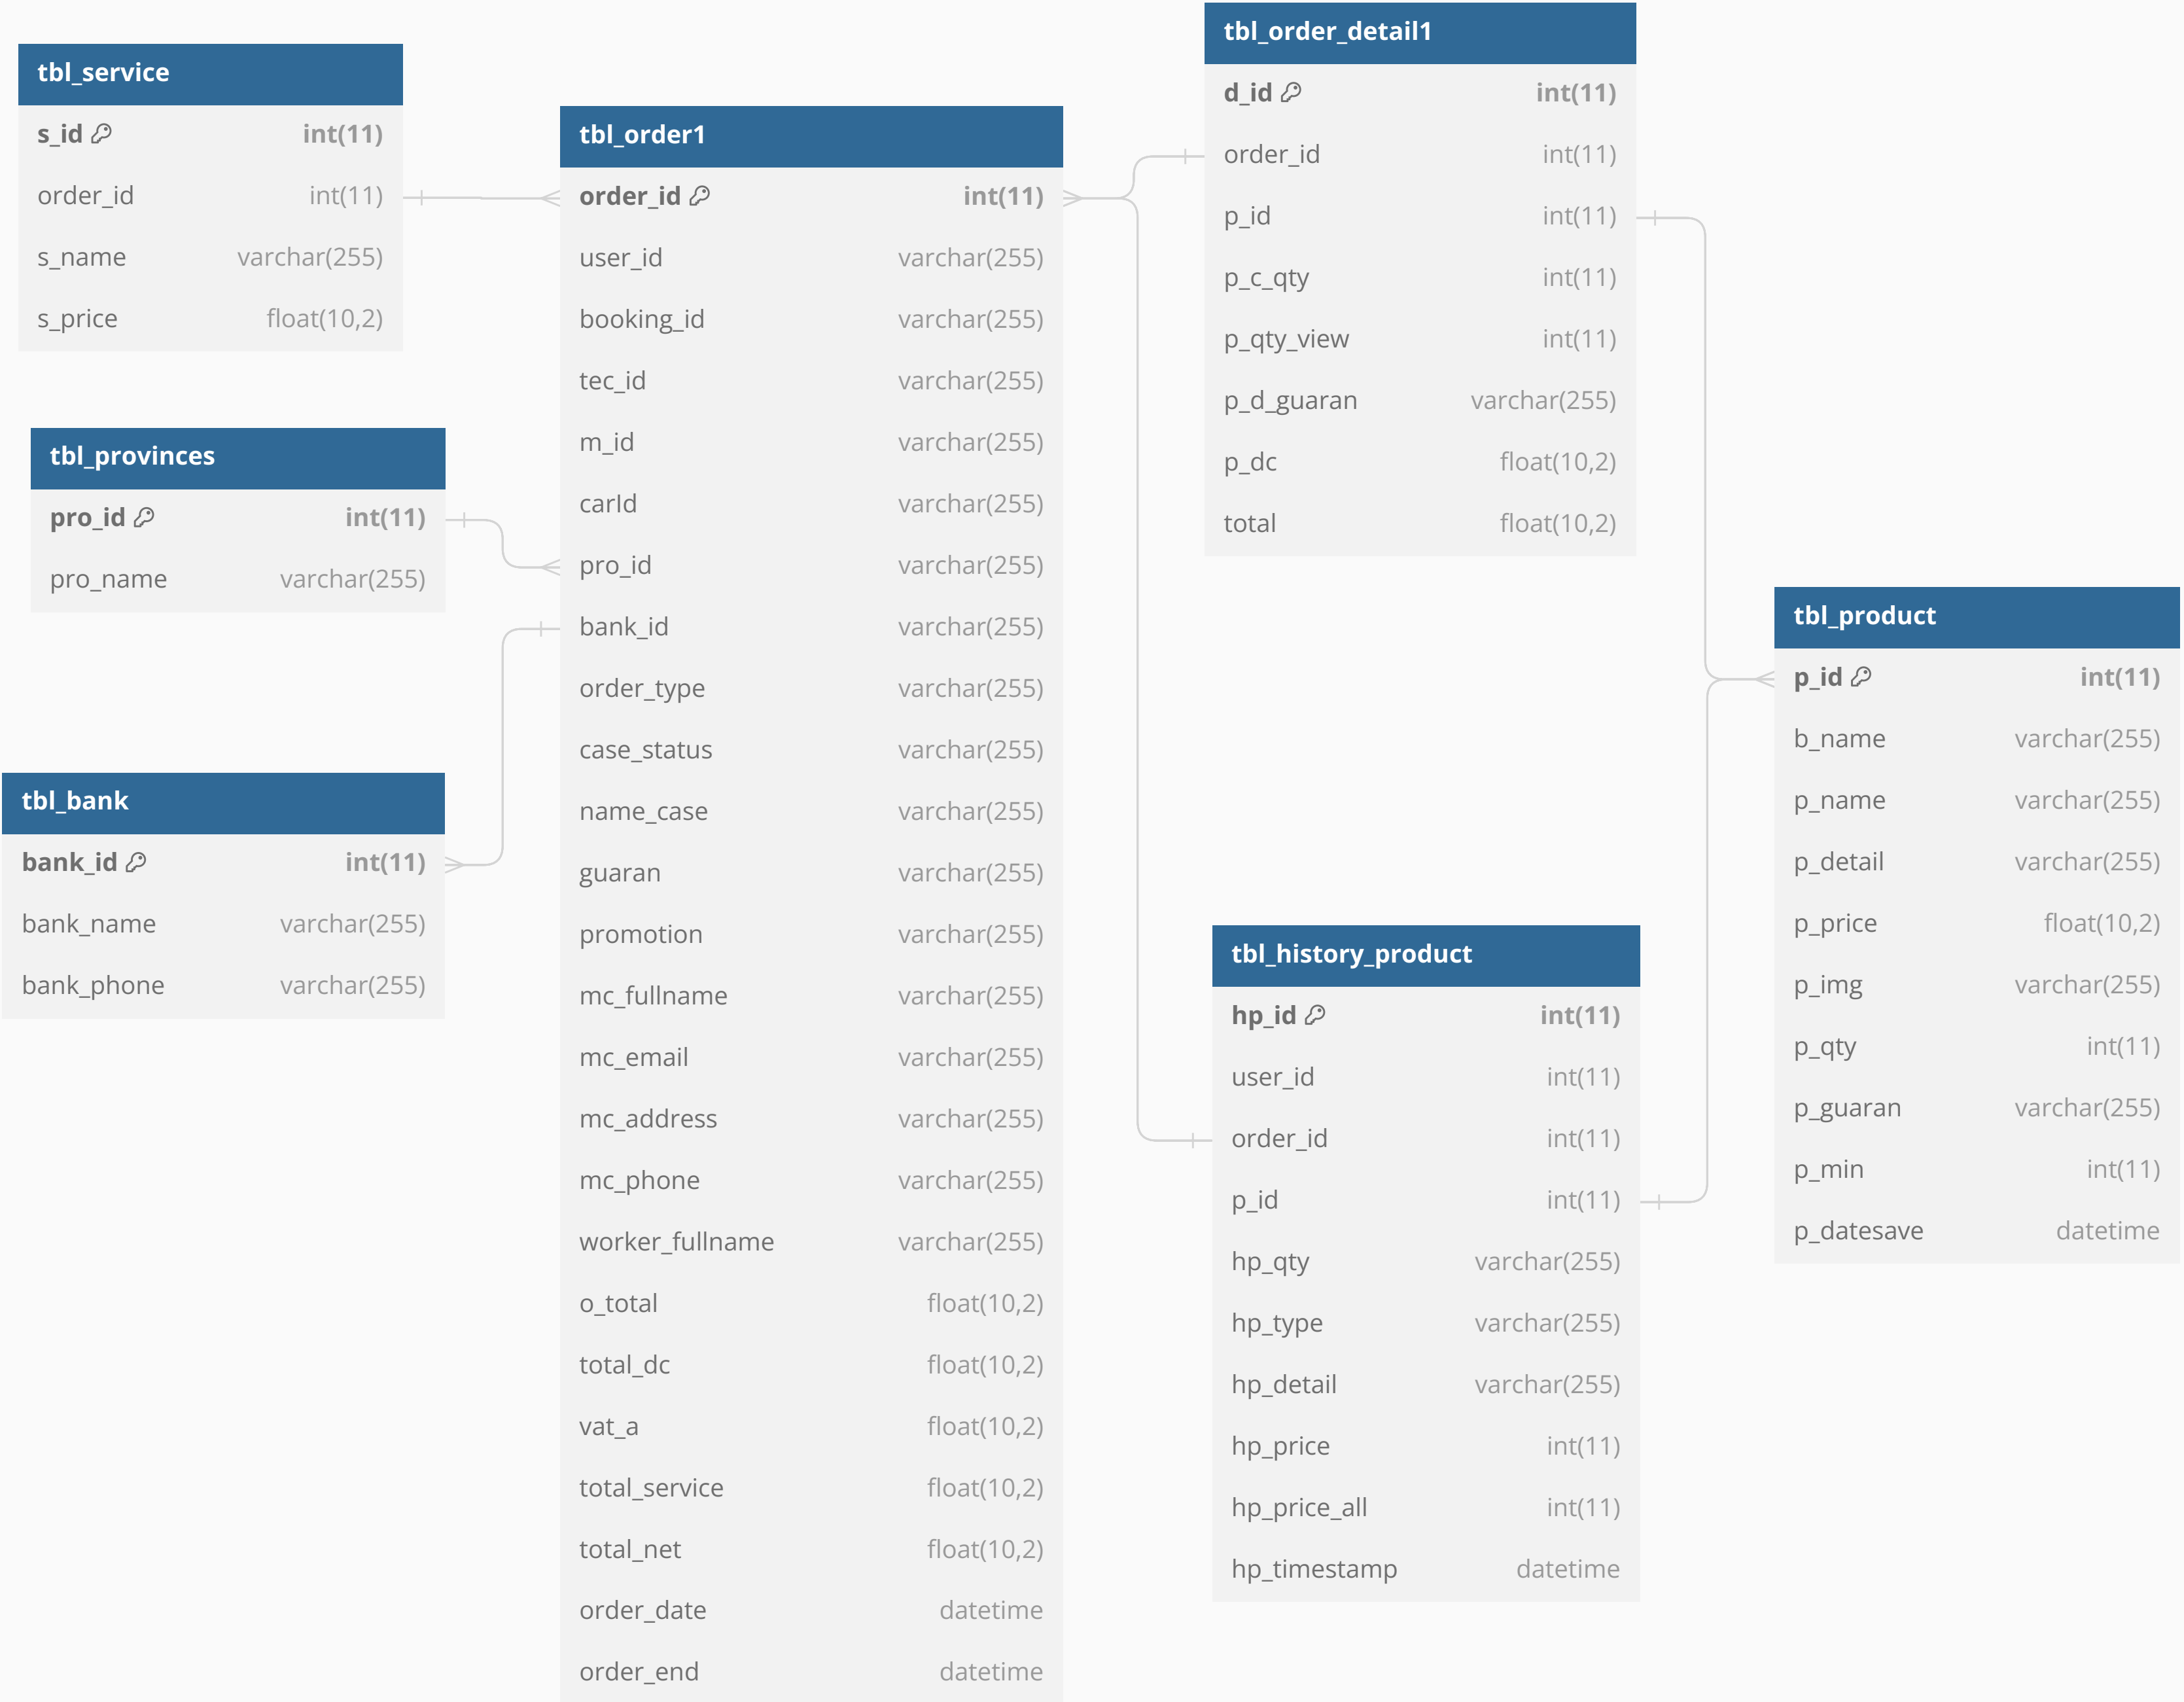 tbl_service
s_id int(11)
order_id int(11)
s_name varchar(255)
s_price float(10,2)
tbl_provinces
pro_id int(11)
pro_name varchar(255)
tbl_bank
bank_id int(11)
bank_name varchar(255)
bank_phone varchar(255)
tbl_order1
order_id int(11)
user_id varchar(255)
booking_id varchar(255)
tec_id varchar(255)
m_id varchar(255)
carId varchar(255)
pro_id varchar(255)
bank_id varchar(255)
order_type varchar(255)
case_status varchar(255)
name_case varchar(255)
guaran varchar(255)
promotion varchar(255)
mc_fullname varchar(255)
mc_email varchar(255)
mc_address varchar(255)
mc_phone varchar(255)
worker_fullname varchar(255)
o_total float(10,2)
total_dc float(10,2)
vat_a float(10,2)
total_service float(10,2)
total_net float(10,2)
order_date datetime
order_end datetime
tbl_order_detail1
d_id int(11)
order_id int(11)
p_id int(11)
p_c_qty int(11)
p_qty_view int(11)
p_d_guaran varchar(255)
p_dc float(10,2)
total float(10,2)
tbl_history_product
hp_id int(11)
user_id int(11)
order_id int(11)
p_id int(11)
hp_qty varchar(255)
hp_type varchar(255)
hp_detail varchar(255)
hp_price int(11)
hp_price_all int(11)
hp_timestamp datetime
tbl_product
p_id int(11)
b_name varchar(255)
p_name varchar(255)
p_detail varchar(255)
p_price float(10,2)
p_img varchar(255)
p_qty int(11)
p_guaran varchar(255)
p_min int(11)
p_datesave datetime